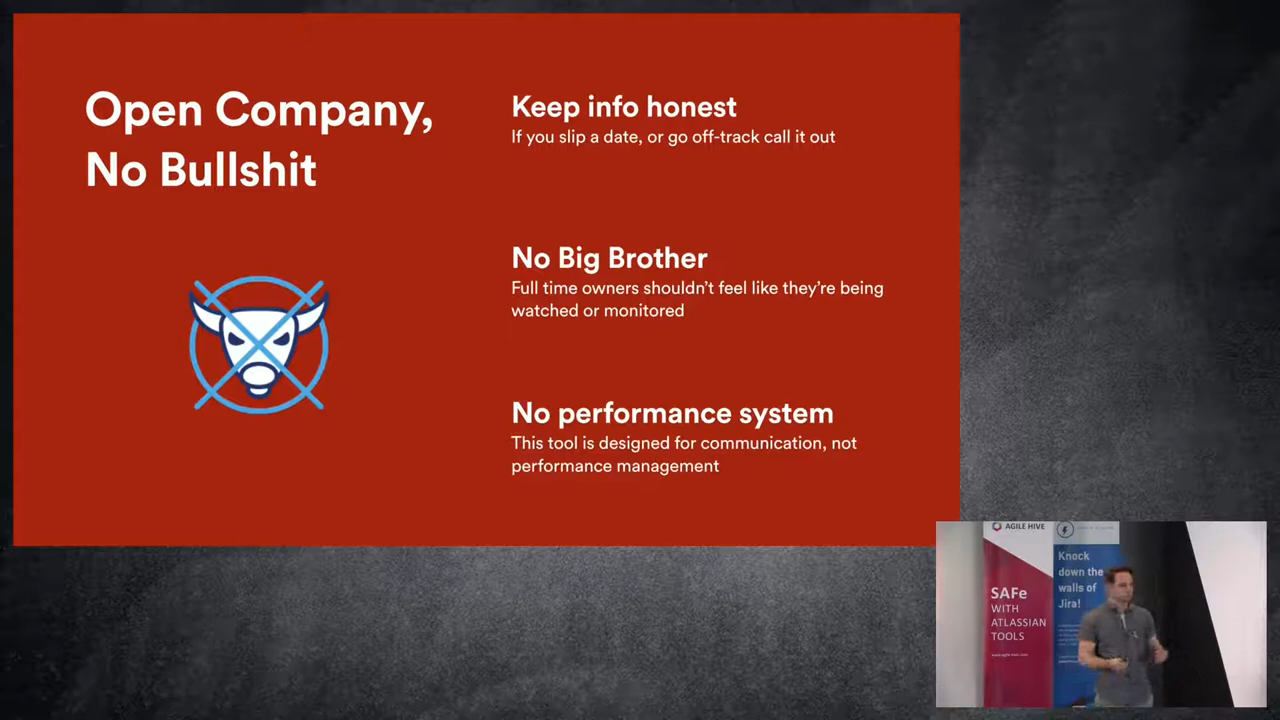 Open Company,
No Bullshit
Keep info honest
If you slip a date, or go off-track call it out
No Big Brother
Full time owners shouldn’t feel like they’re being
watched or monitored
No performance system
This tool is designed for communication, not
performance management
AGILE HIVE
SAFe
WITH
ATLASSIAN
TOOLS
Knock
down the
walls of
Jira!